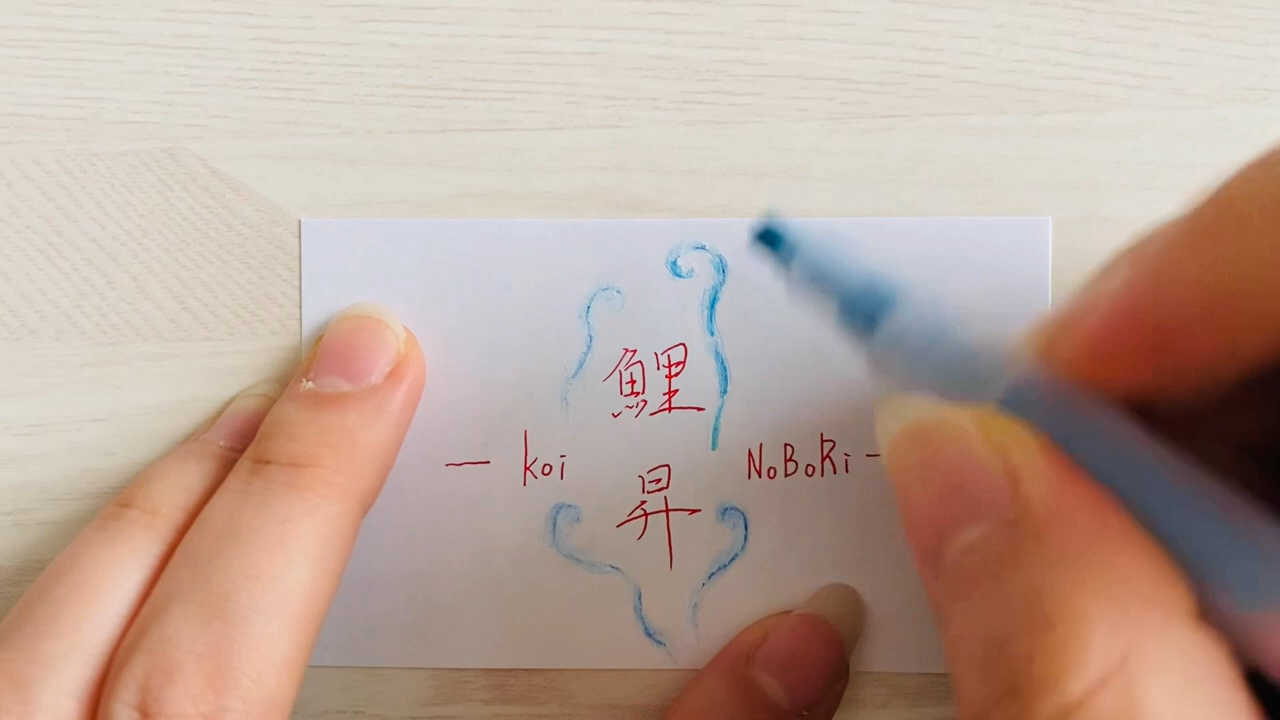 鯉
— koi NoBoRi —
昇